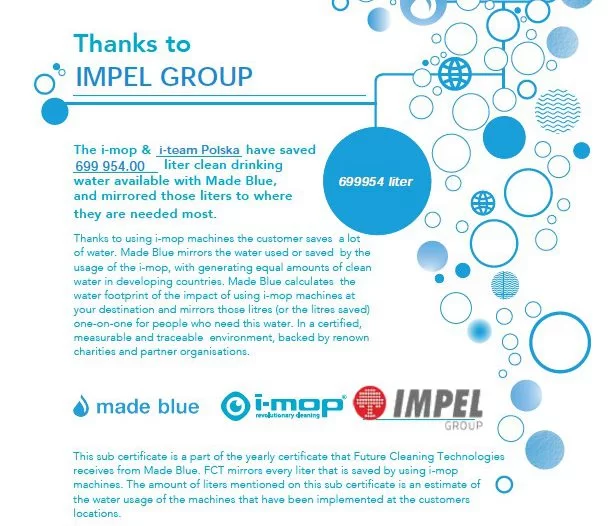 Thanks to
IMPEL GROUP
The i-mop & i-team Polska have saved
699 954.00 liter clean drinking
water available with Made Blue,
and mirrored those liters to where
they are needed most.
699954 liter
Thanks to using i-mop machines the customer saves a lot
of water. Made Blue mirrors the water used or saved by the
usage of the i-mop, with generating equal amounts of clean
water in developing countries. Made Blue calculates the
water footprint of the impact of using i-mop machines at
your destination and mirrors those litres (or the litres saved)
one-on-one for people who need this water. In a certified,
measurable and traceable environment, backed by renown
charities and partner organisations.
made blue
i-mop®
revolutionary cleaning
IMPEL
GROUP
This sub certificate is a part of the yearly certificate that Future Cleaning Technologies
receives from Made Blue. FCT mirrors every liter that is saved by using i-mop
machines. The amount of liters mentioned on this sub certificate is an estimate of
the water usage of the machines that have been implemented at the customers
locations.